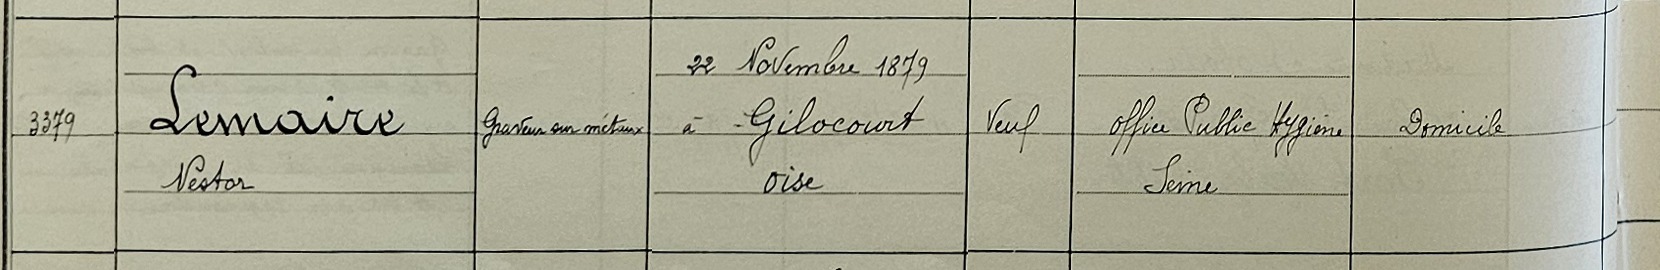 22 Novembre 1879
3379 Lemaire Graveur sur métaux à Gilocourt Veuf Office Public Hygiène Domicile
Nestor Oise Seine